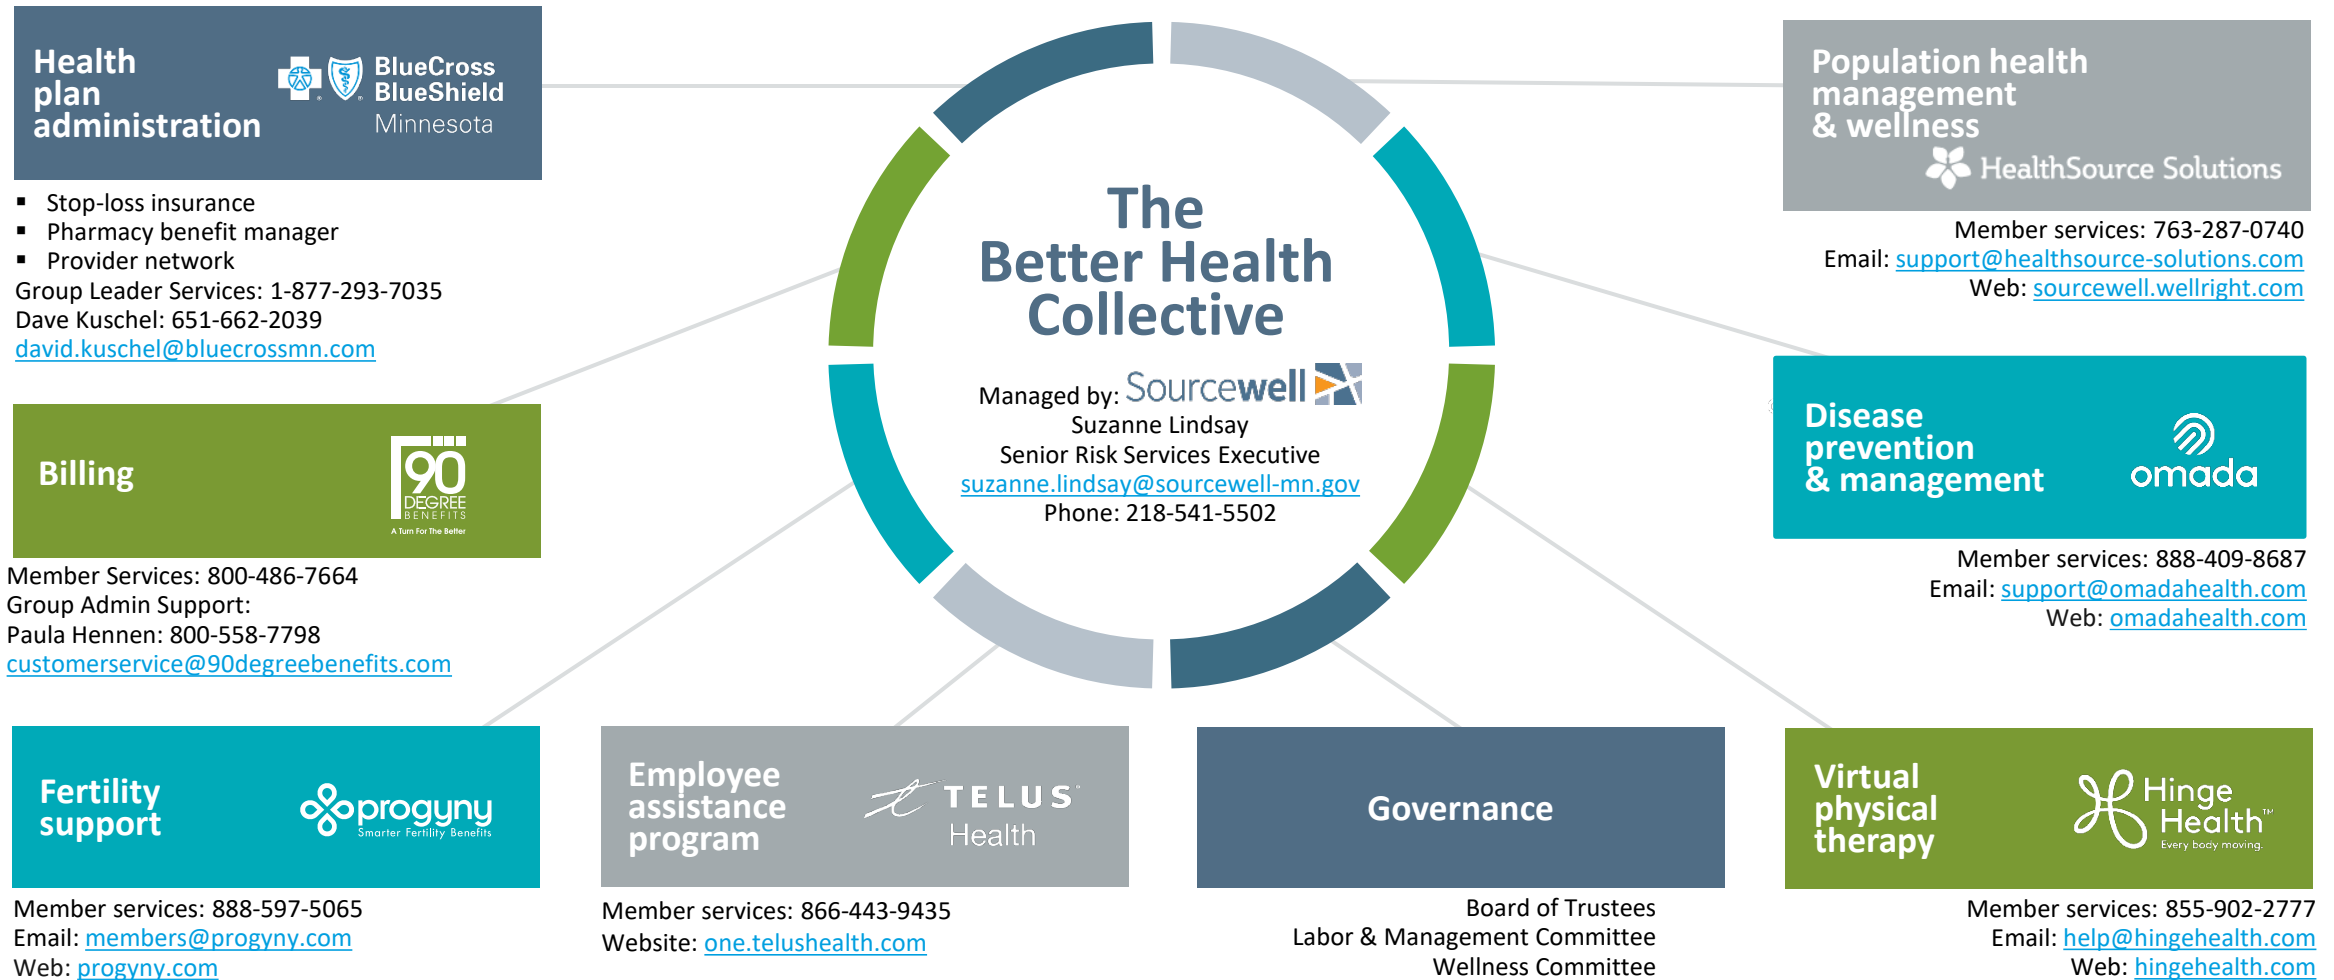 Health
plan
administration
BlueCross
BlueShield
Minnesota
▪ Stop-loss insurance
▪ Pharmacy benefit manager
▪ Provider network
Group Leader Services: 1-877-293-7035
Dave Kuschel: 651-662-2039
david.kuschel@bluecrossmn.com
Billing
90
DEGREE
BENEFITS
A Turn For The Better
Member Services: 800-486-7664
Group Admin Support:
Paula Hennen: 800-558-7798
customerservice@90degreebenefits.com
Fertility
support
progyny
Smarter Fertility Benefits
Member services: 888-597-5065
Email: members@progyny.com
Web: progyny.com
The
Better Health
Collective
Managed by: Sourcewell
Suzanne Lindsay
Senior Risk Services Executive
suzanne.lindsay@sourcewell-mn.gov
Phone: 218-541-5502
Employee
assistance
program
TELUS™
Health
Member services: 866-443-9435
Website: one.telushealth.com
Governance
Board of Trustees
Labor & Management Committee
Wellness Committee
Population health
management
& wellness
HealthSource Solutions
Member services: 763-287-0740
Email: support@healthsource-solutions.com
Web: sourcewell.wellright.com
Disease
prevention
& management
omada
Member services: 888-409-8687
Email: support@omadahealth.com
Web: omadahealth.com
Virtual
physical
therapy
Hinge
Health™
Every body moving.
Member services: 855-902-2777
Email: help@hingehealth.com
Web: hingehealth.com